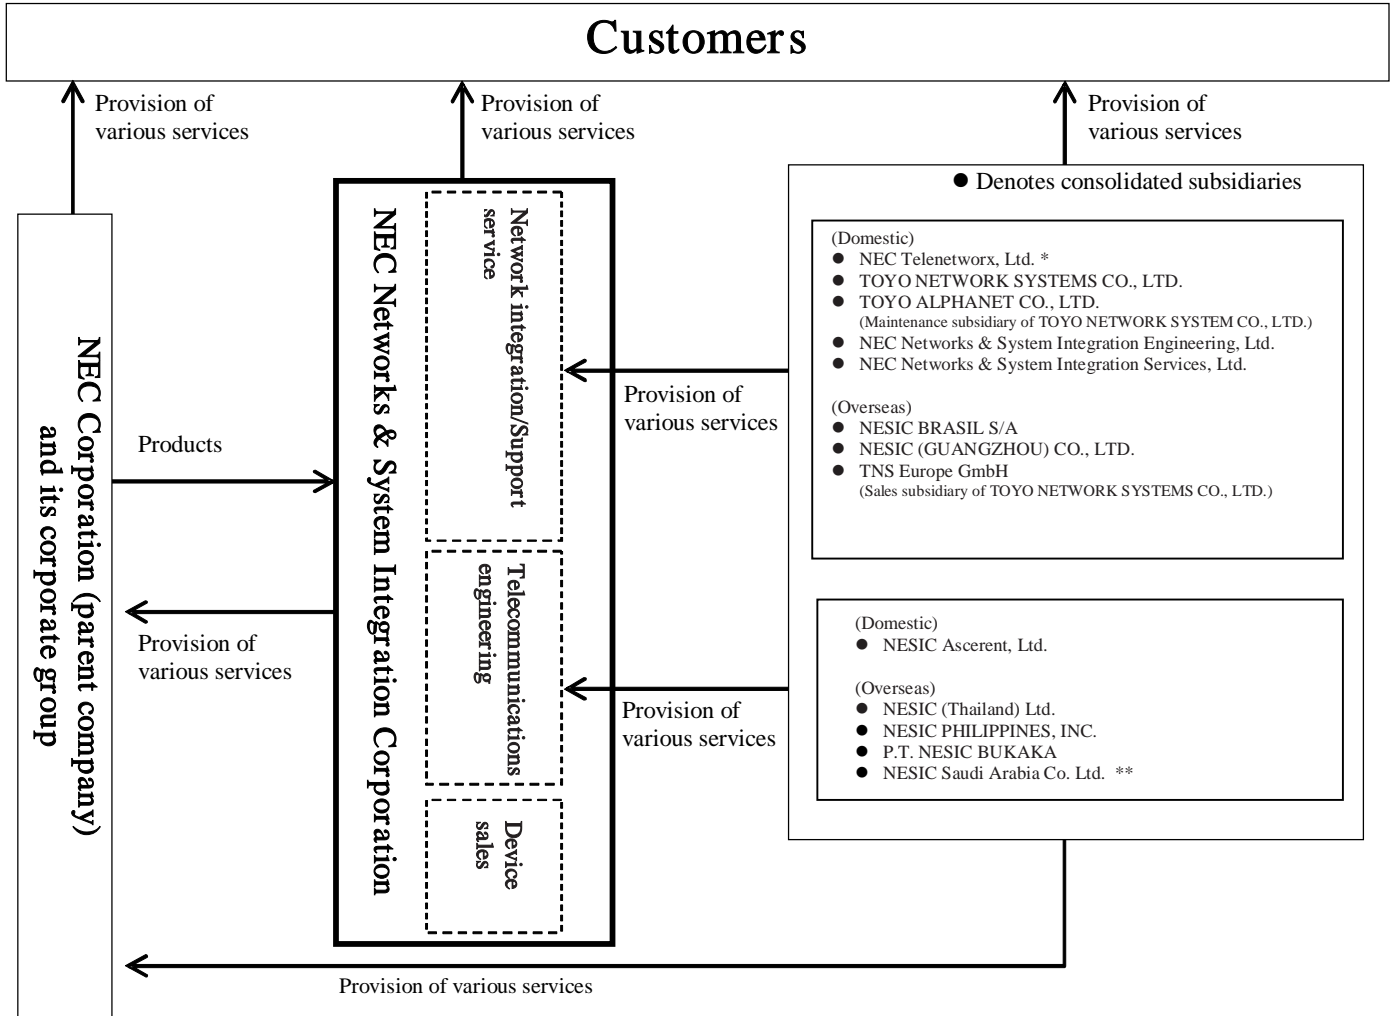 Customers
Provision of
various services
Provision of
various services
Provision of
various services
NEC Corporation (parent company)
and its corporate group
Products
Provision of
various services
NEC Networks & System Integration Corporation
Network integration/Support
service
Telecommunications
engineering
Device
sales
Provision of
various services
Provision of
various services
● Denotes consolidated subsidiaries
(Domestic)
● NEC Telenetworx, Ltd. *
● TOYO NETWORK SYSTEMS CO., LTD.
● TOYO ALPHANET CO., LTD.
(Maintenance subsidiary of TOYO NETWORK SYSTEM CO., LTD.)
● NEC Networks & System Integration Engineering, Ltd.
● NEC Networks & System Integration Services, Ltd.
(Overseas)
● NESIC BRASIL S/A
● NESIC (GUANGZHOU) CO., LTD.
● TNS Europe GmbH
(Sales subsidiary of TOYO NETWORK SYSTEMS CO., LTD.)
(Domestic)
● NESIC Ascerent, Ltd.
(Overseas)
● NESIC (Thailand) Ltd.
● NESIC PHILIPPINES, INC.
● P.T. NESIC BUKAKA
● NESIC Saudi Arabia Co. Ltd. **
Provision of various services